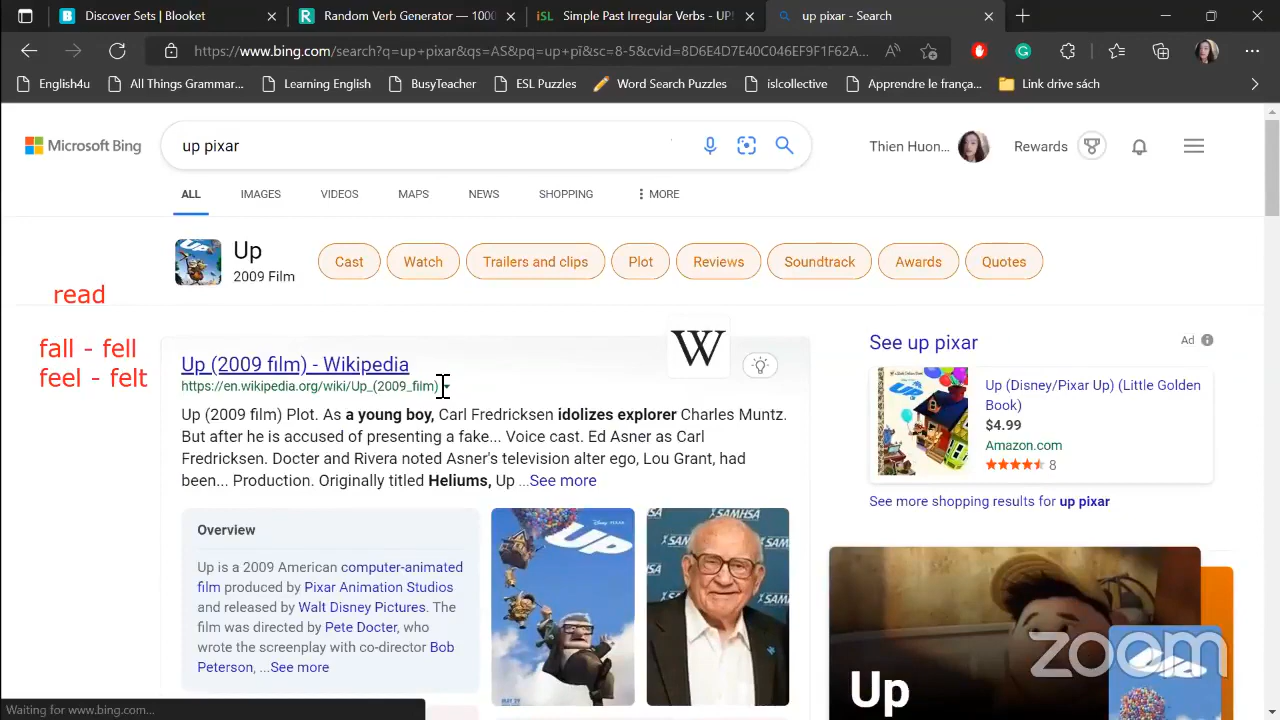 Discover Sets | Blooket
Random Verb Generator — 1000
Simple Past Irregular Verbs - UP!
up pixar - Search
https://www.bing.com/search?q=up+pixar&qs=AS&pq=up+pi&sc=8-5&cvid=8D6E4D7E40C046EF9F1F62A...
English4u
All Things Grammar...
Learning English
BusyTeacher
ESL Puzzles
Word Search Puzzles
islcollective
Apprendre le frança...
Link drive sách
Microsoft Bing
up pixar
Thien Huon...
Rewards
ALL
IMAGES
VIDEOS
MAPS
NEWS
SHOPPING
MORE
Up
2009 Film
Cast
Watch
Trailers and clips
Plot
Reviews
Soundtrack
Awards
Quotes
read
fall - fell
feel - felt
Up (2009 film) - Wikipedia
https://en.wikipedia.org/wiki/Up_(2009_film)
W
Up (2009 film) Plot. As a young boy, Carl Fredricksen idolizes explorer Charles Muntz.
But after he is accused of presenting a fake... Voice cast. Ed Asner as Carl
Fredricksen. Docter and Rivera noted Asner's television alter ego, Lou Grant, had
been... Production. Originally titled Heliums, Up ...See more
Overview
Up is a 2009 American computer-animated
film produced by Pixar Animation Studios
and released by Walt Disney Pictures. The
film was directed by Pete Docter, who
wrote the screenplay with co-director Bob
Peterson, ...See more
UP
SAMHSA
See up pixar
Ad
Up (Disney/Pixar Up) (Little Golden
Book)
$4.99
Amazon.com
8
See more shopping results for up pixar
Up
zoom
Waiting for www.bing.com...